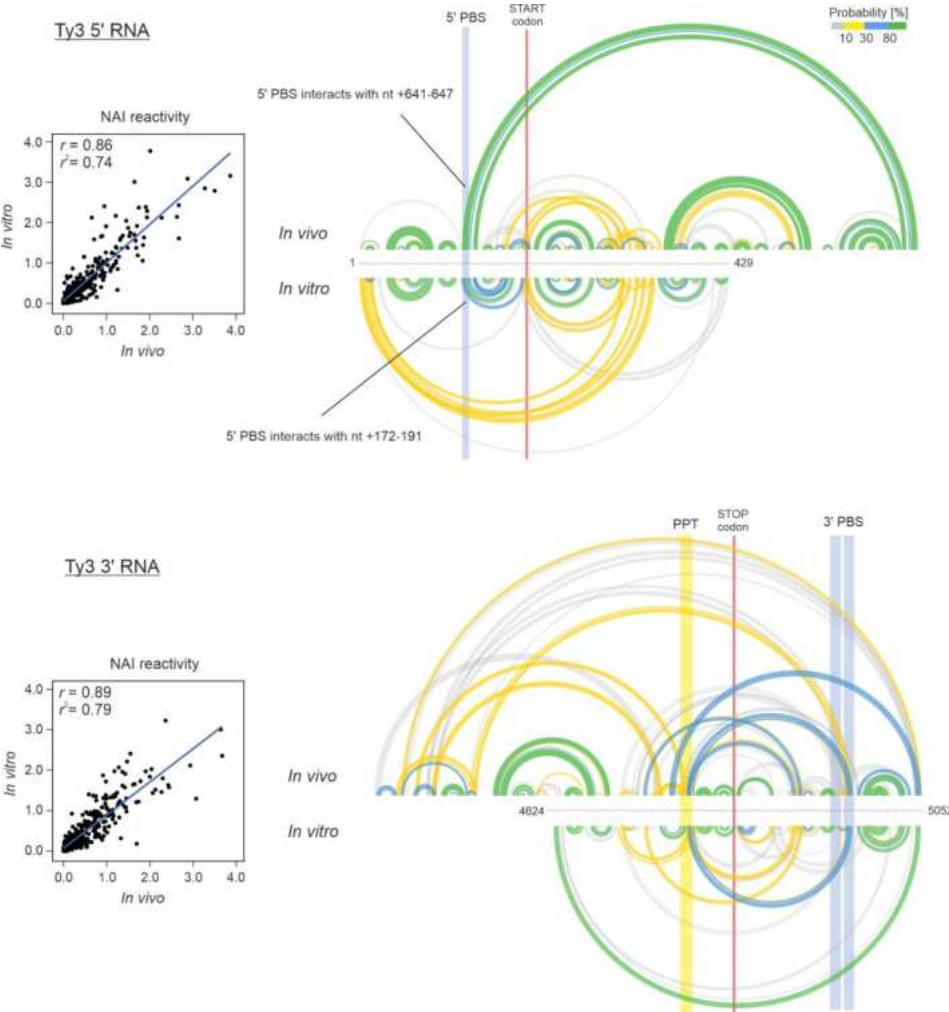 Ty3 5' RNA
5' PBS
START
codon
Probability [%]
10 30 80
5' PBS interacts with nt +641-647
NAI reactivity
r = 0.86
r²= 0.74
4.0
3.0
2.0
1.0
0.0
In vitro
0.0 1.0 2.0 3.0 4.0
In vivo
In vivo
1
429
In vitro
5' PBS interacts with nt +172-191
Ty3 3' RNA
PPT
STOP
codon
3' PBS
NAI reactivity
r = 0.89
r²= 0.79
4.0
3.0
2.0
1.0
0.0
In vitro
0.0 1.0 2.0 3.0 4.0
In vivo
In vivo
4624
5052
In vitro